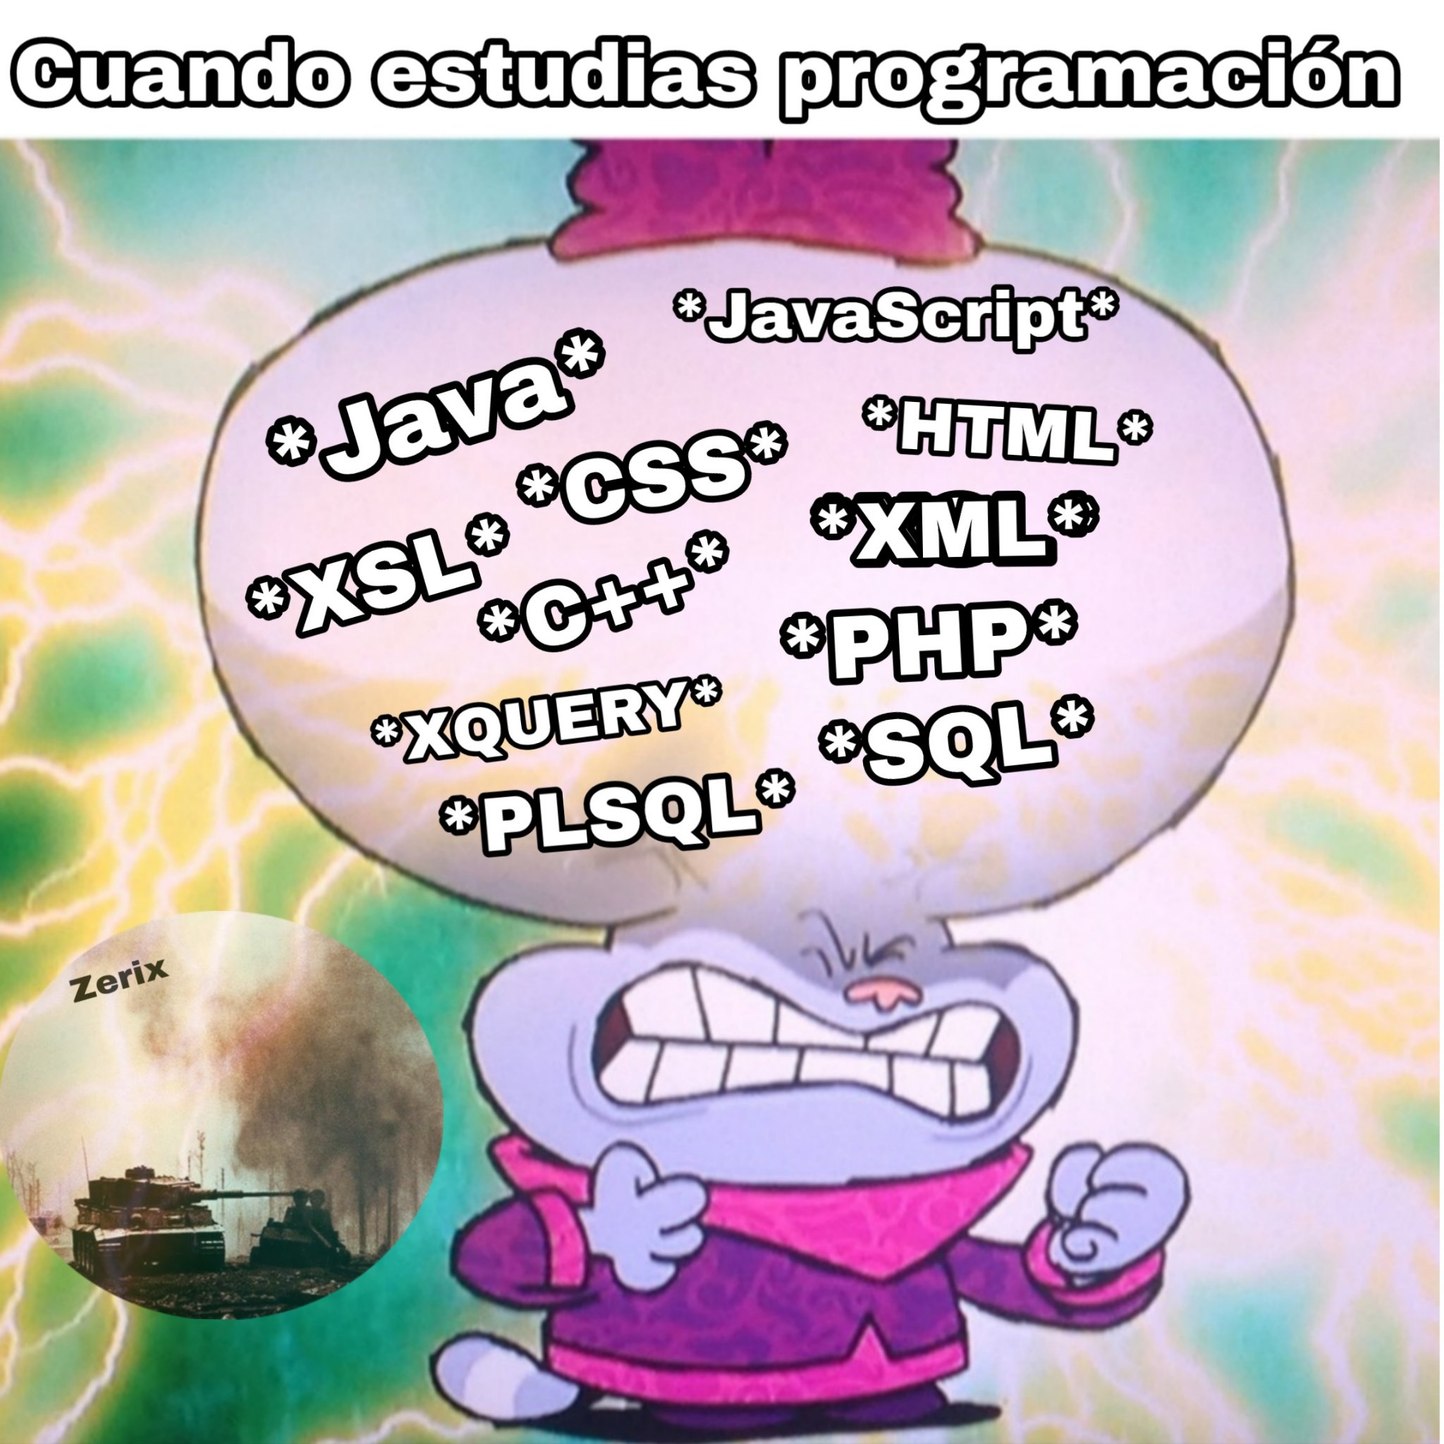 Cuando estudias programación
*JavaScript*
*Java*
*HTML*
*CSS*
*XML*
*XSL*
*C++*
*PHP*
*XQUERY*
*SQL*
*PLSQL*
Zerix